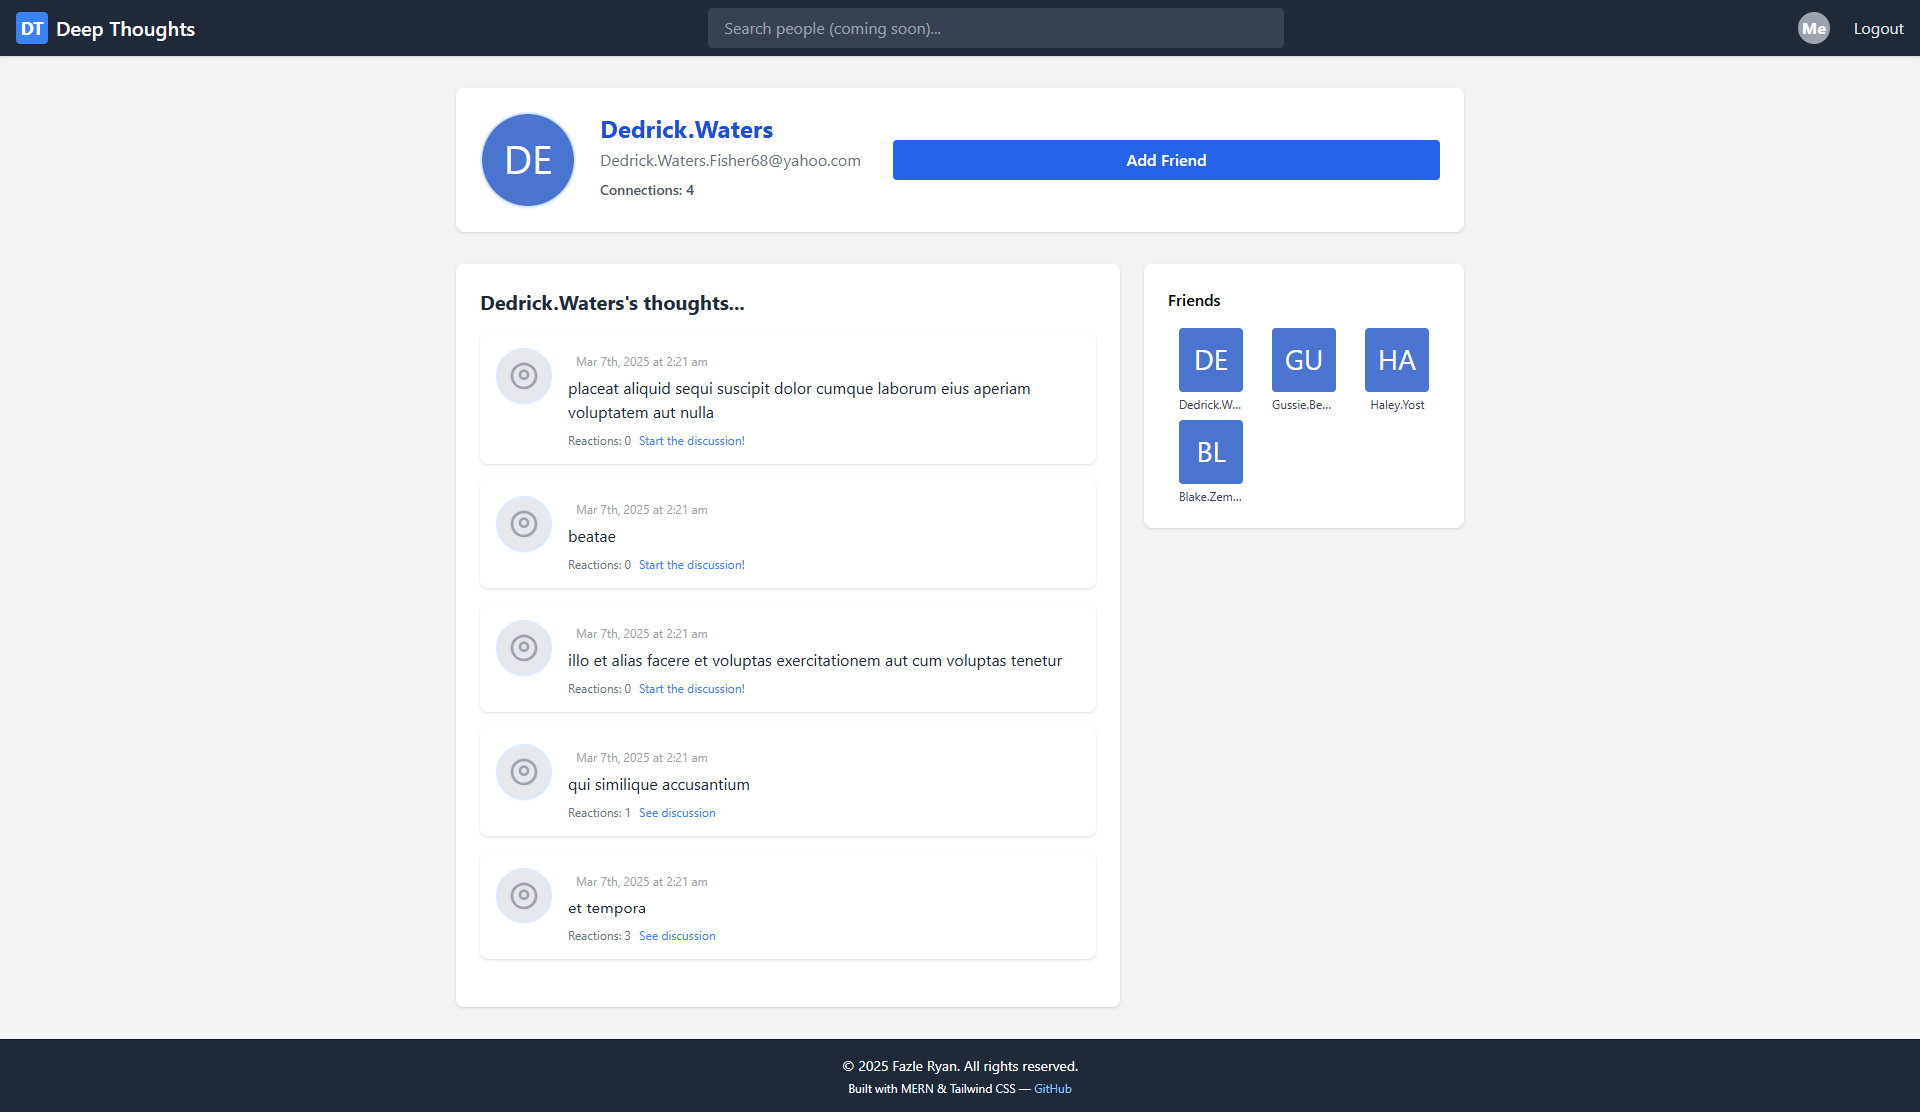 DT Deep Thoughts
Search people (coming soon)...
Me
Logout
DE
Dedrick.Waters
Dedrick.Waters.Fisher68@yahoo.com
Connections: 4
Add Friend
Dedrick.Waters's thoughts...
Mar 7th, 2025 at 2:21 am
placeat aliquid sequi suscipit dolor cumque laborum eius aperiam
voluptatem aut nulla
Reactions: 0 Start the discussion!
Mar 7th, 2025 at 2:21 am
beatae
Reactions: 0 Start the discussion!
Mar 7th, 2025 at 2:21 am
illo et alias facere et voluptas exercitationem aut cum voluptas tenetur
Reactions: 0 Start the discussion!
Mar 7th, 2025 at 2:21 am
qui similique accusantium
Reactions: 1 See discussion
Mar 7th, 2025 at 2:21 am
et tempora
Reactions: 3 See discussion
Friends
DE GU HA
Dedrick.W... Gussie.Be... Haley.Yost
BL
Blake.Zem...
© 2025 Fazle Ryan. All rights reserved.
Built with MERN & Tailwind CSS — GitHub